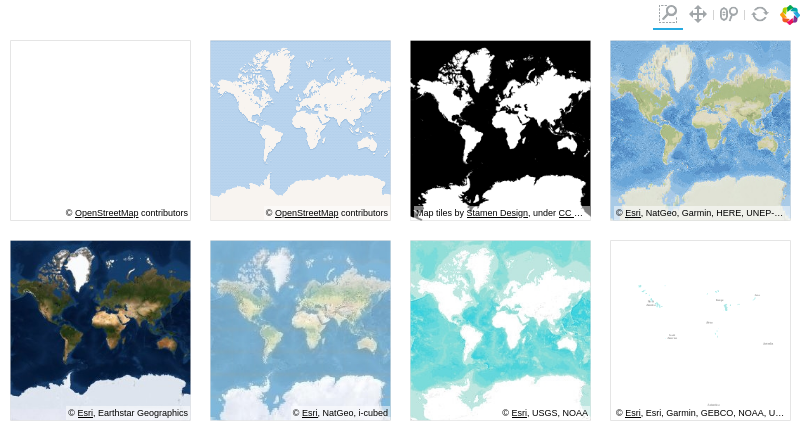 © OpenStreetMap contributors
© OpenStreetMap contributors
Map tiles by Stamen Design, under CC ...
© Esri, NatGeo, Garmin, HERE, UNEP-...
© Esri, Earthstar Geographics
© Esri, NatGeo, i-cubed
© Esri, USGS, NOAA
© Esri, Esri, Garmin, GEBCO, NOAA, U...